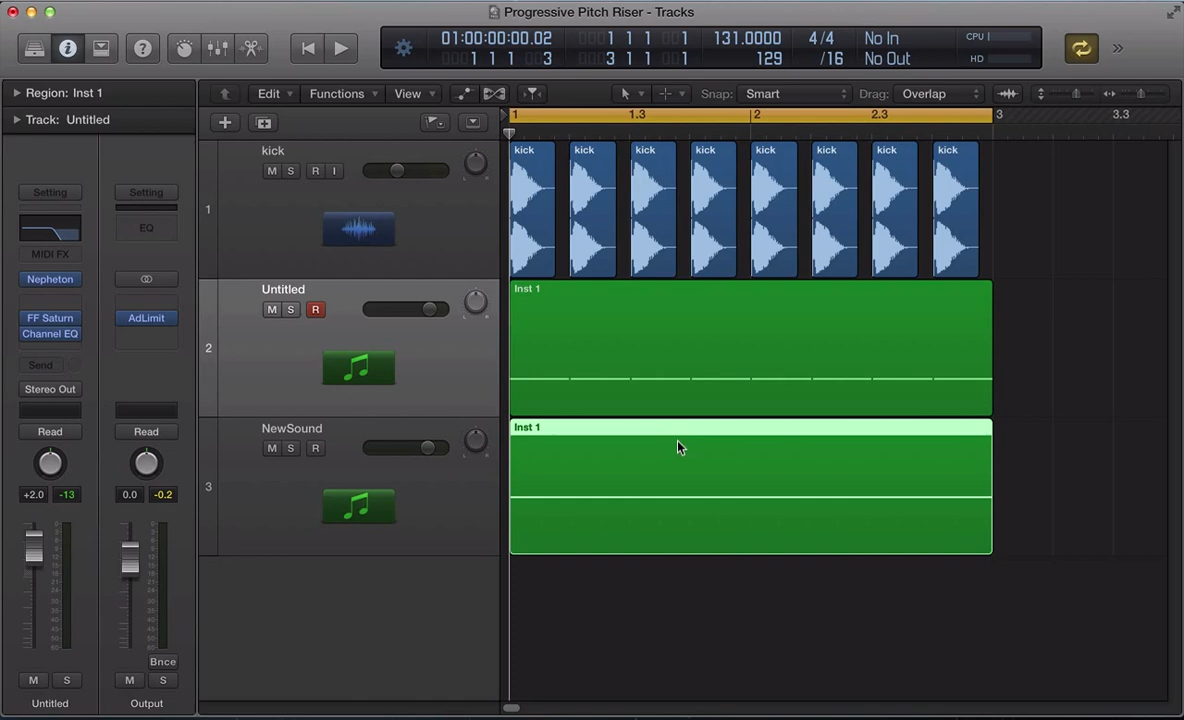 Progressive Pitch Riser - Tracks
01:00:00:00.02 1 1 1 1 131.0000 4/4 No In CPU
1 1 1 3 3 1 1 1 129 /16 No Out HD
Region: Inst 1
Edit Functions View Snap: Smart Drag: Overlap
Track: Untitled
1 1.3 2 2.3 3 3.3
kick
M S R I
1
kick kick kick kick kick kick kick kick
Setting Setting
EQ
MIDI FX
Nepheton
FF Saturn AdLimit
Channel EQ
Send
Stereo Out
Read Read
+2.0 -13 0.0 -0.2
Untitled
M S R
2
Inst 1
NewSound
M S R
3
Inst 1
Bnce
M S M S
Untitled Output